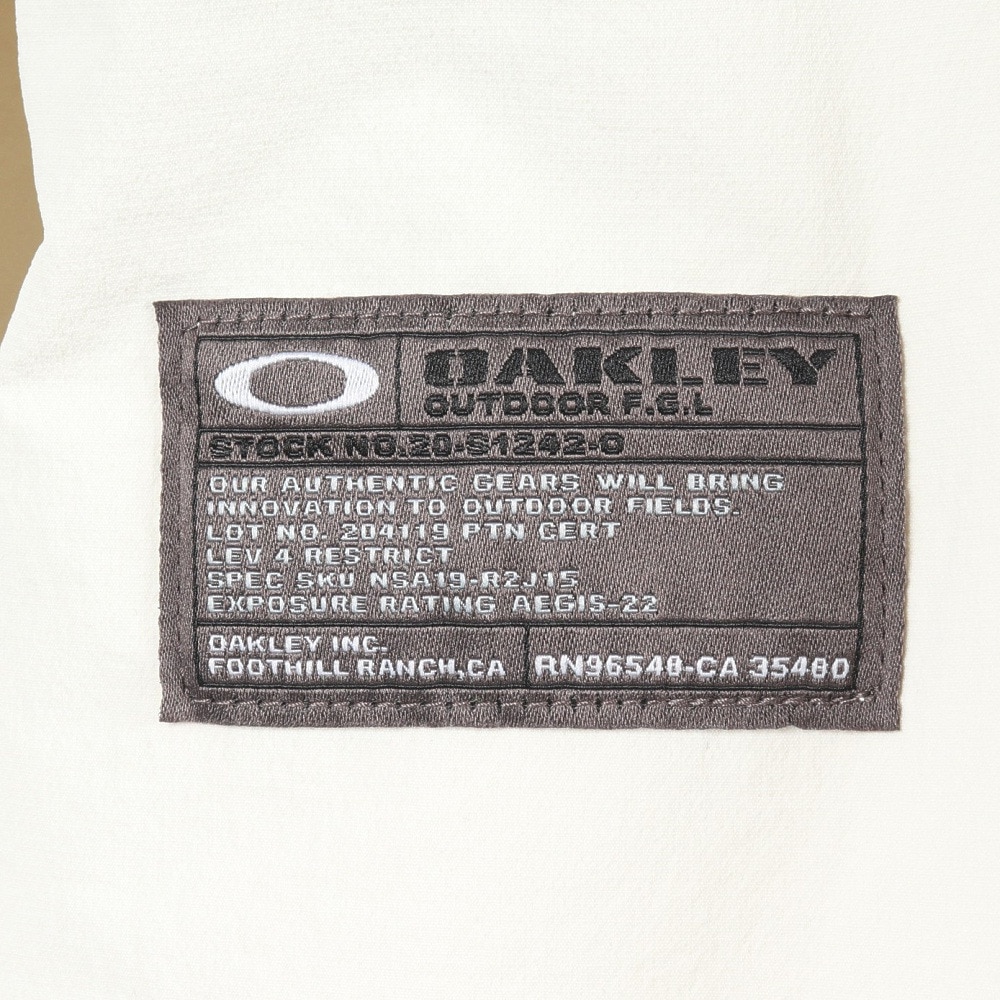 OAKLEY
OUTDOOR F.G.L
STOCK NO.20-S1242-0
OUR AUTHENTIC GEARS WILL BRING
INNOVATION TO OUTDOOR FIELDS.
LOT NO. 204119 PTN CERT
LEV 4 RESTRICT
SPEC SKU NSA19-R2J15
EXPOSURE RATING AEGIS-22
OAKLEY INC.
FOOTHILL RANCH,CA
RN96548-CA 35480